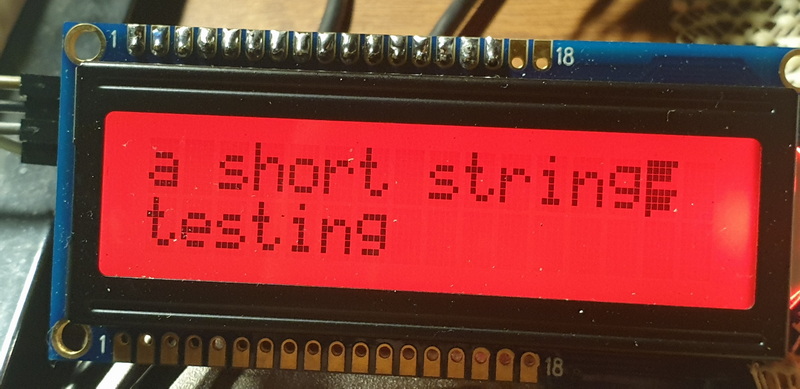 1 18
a short string
testing
1 18